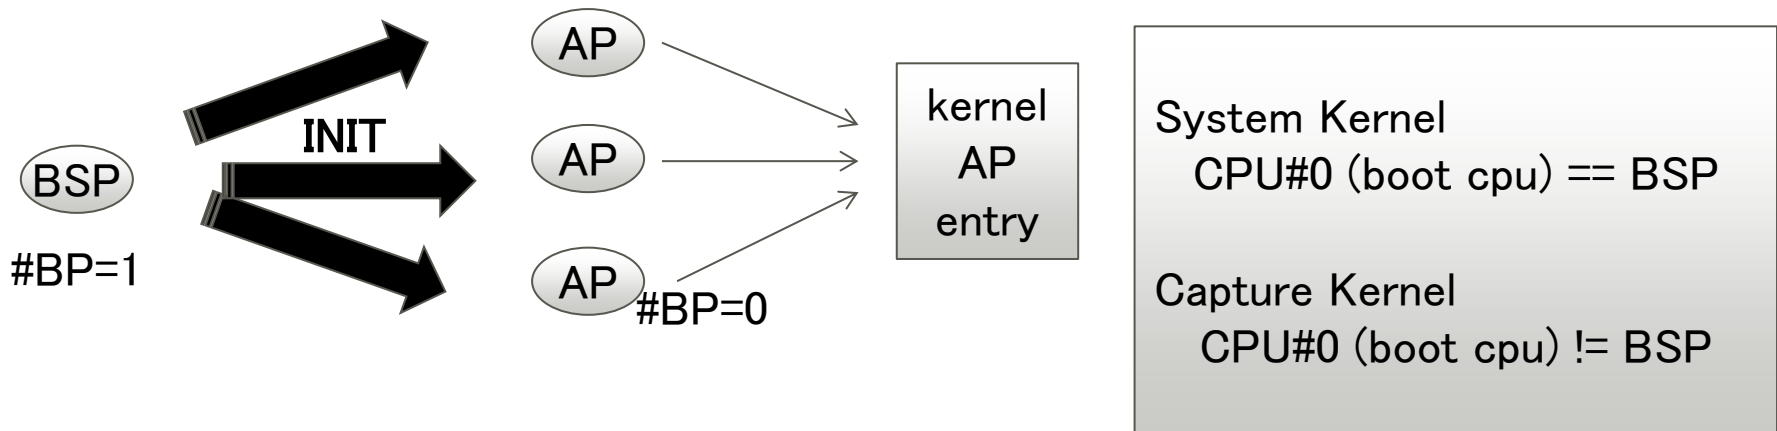 BSP
#BP=1
INIT
AP
AP
AP
#BP=0
kernel
AP
entry
System Kernel
CPU#0 (boot cpu) == BSP
Capture Kernel
CPU#0 (boot cpu) != BSP